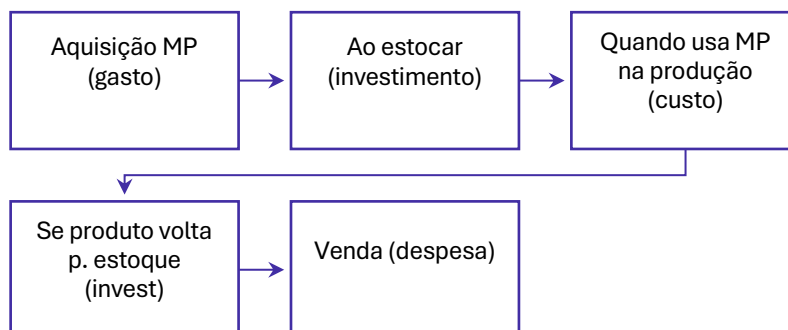 Aquisição MP
(gasto)
Ao estocar
(investimento)
Quando usa MP
na produção
(custo)
Se produto volta
p. estoque
(invest)
Venda (despesa)